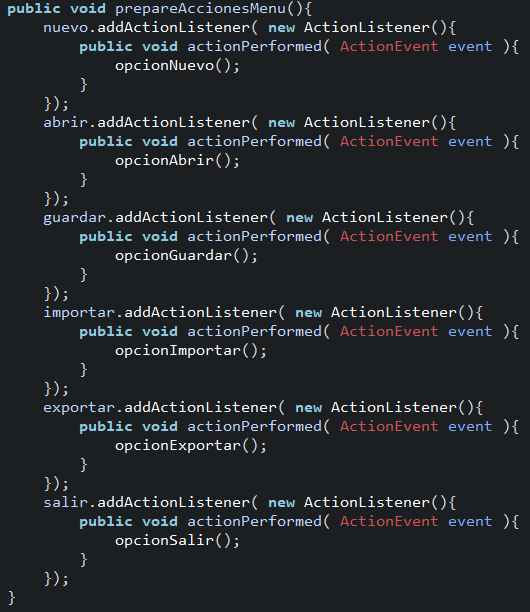 public void prepareAccionesMenu(){
    nuevo.addActionListener( new ActionListener(){
        public void actionPerformed( ActionEvent event ){
            opcionNuevo();
        }
    });
    abrir.addActionListener( new ActionListener(){
        public void actionPerformed( ActionEvent event ){
            opcionAbrir();
        }
    });
    guardar.addActionListener( new ActionListener(){
        public void actionPerformed( ActionEvent event ){
            opcionGuardar();
        }
    });
    importar.addActionListener( new ActionListener(){
        public void actionPerformed( ActionEvent event ){
            opcionImportar();
        }
    });
    exportar.addActionListener( new ActionListener(){
        public void actionPerformed( ActionEvent event ){
            opcionExportar();
        }
    });
    salir.addActionListener( new ActionListener(){
        public void actionPerformed( ActionEvent event ){
            opcionSalir();
        }
    });
}